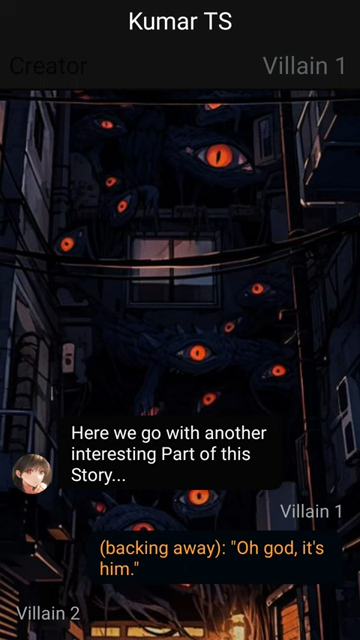 Kumar TS
Creator
Villain 1
Here we go with another
interesting Part of this
Story...
Villain 1
(backing away): "Oh god, it's
him."
Villain 2